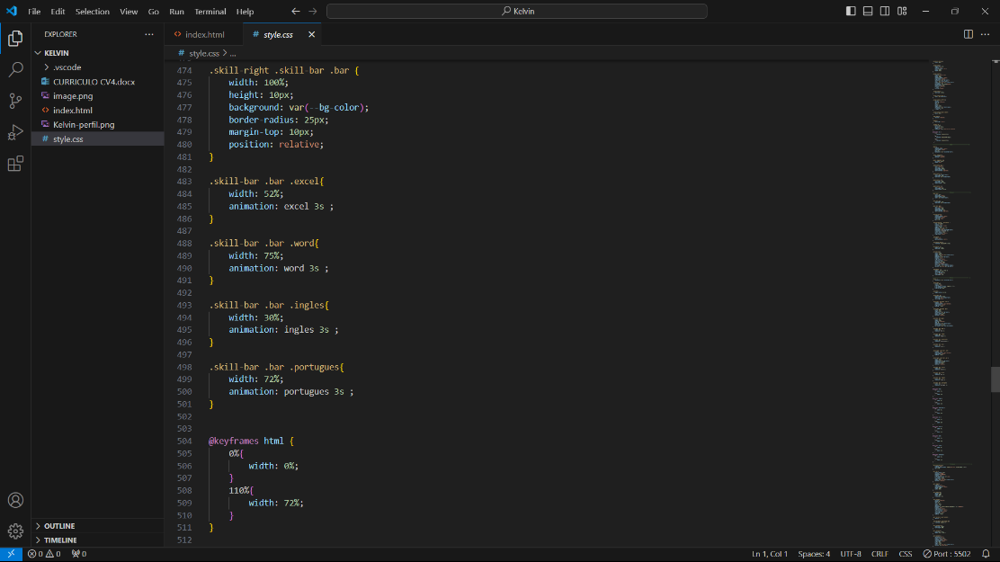 File Edit Selection View Go Run Terminal Help
Kelvin
EXPLORER
index.html
style.css
KELVIN
style.css > ...
.vscode
CURRICULO CV4.docx
image.png
index.html
Kelvin-perfil.png
style.css
474 .skill-right .skill-bar .bar {
475 width: 100%;
476 height: 10px;
477 background: var(--bg-color);
478 border-radius: 25px;
479 margin-top: 10px;
480 position: relative;
481 }
482
483 .skill-bar .bar .excel{
484 width: 52%;
485 animation: excel 3s ;
486 }
487
488 .skill-bar .bar .word{
489 width: 75%;
490 animation: word 3s ;
491 }
492
493 .skill-bar .bar .ingles{
494 width: 30%;
495 animation: ingles 3s ;
496 }
497
498 .skill-bar .bar .portugues{
499 width: 72%;
500 animation: portugues 3s ;
501 }
502
503
504 @keyframes html {
505 0%{
506 width: 0%;
507 }
508 110%{
509 width: 72%;
510 }
511 }
512
OUTLINE
TIMELINE
0 0 0
Ln 1, Col 1 Spaces: 4 UTF-8 CRLF CSS Port : 5502